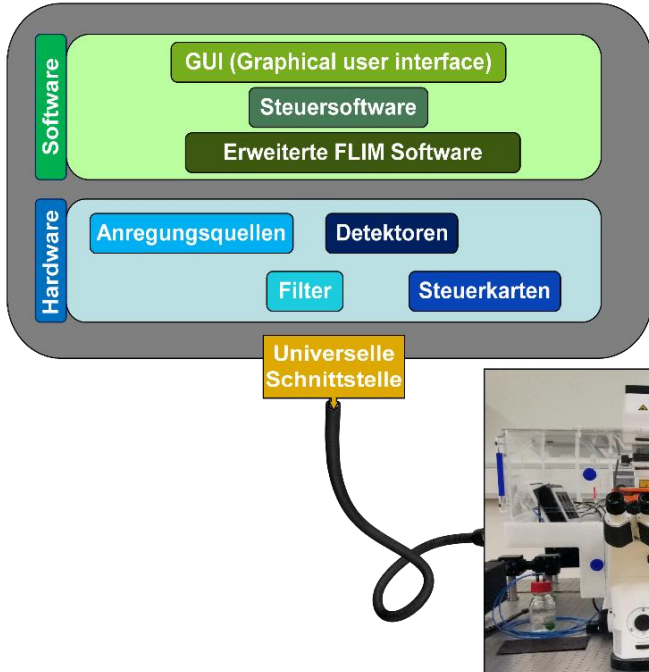 Software
GUI (Graphical user interface)
Steuersoftware
Erweiterte FLIM Software
Hardware
Anregungsquellen
Detektoren
Filter
Steuerkarten
Universelle
Schnittstelle